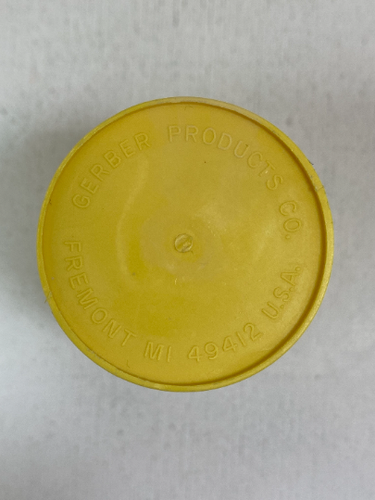 GERBER PRODUCTS CO.
FREMONT MI 49412 U.S.A.